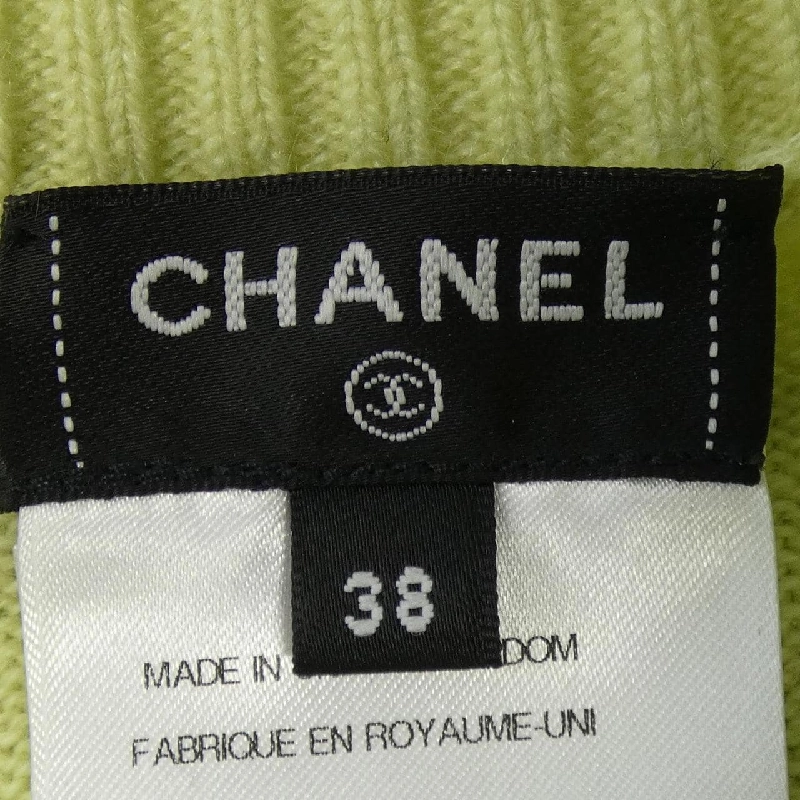 CHANEL
38
MADE IN DOM
FABRIQUE EN ROYAUME-UNI